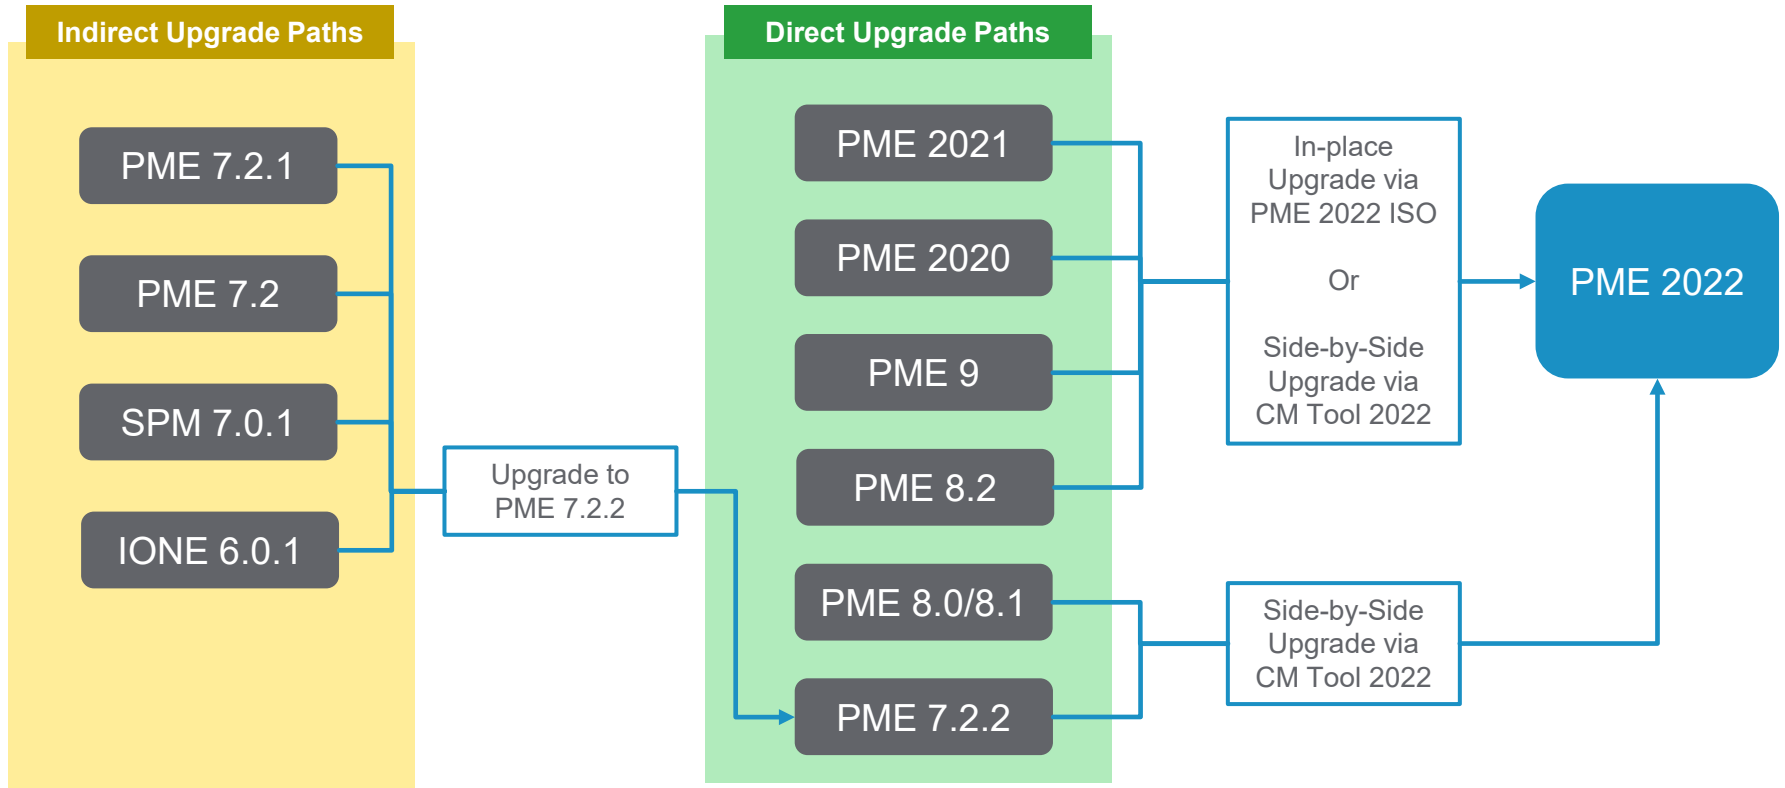 Indirect Upgrade Paths
PME 7.2.1
PME 7.2
SPM 7.0.1
IONE 6.0.1
Upgrade to
PME 7.2.2
Direct Upgrade Paths
PME 2021
PME 2020
PME 9
PME 8.2
PME 8.0/8.1
PME 7.2.2
In-place
Upgrade via
PME 2022 ISO
Or
Side-by-Side
Upgrade via
CM Tool 2022
Side-by-Side
Upgrade via
CM Tool 2022
PME 2022